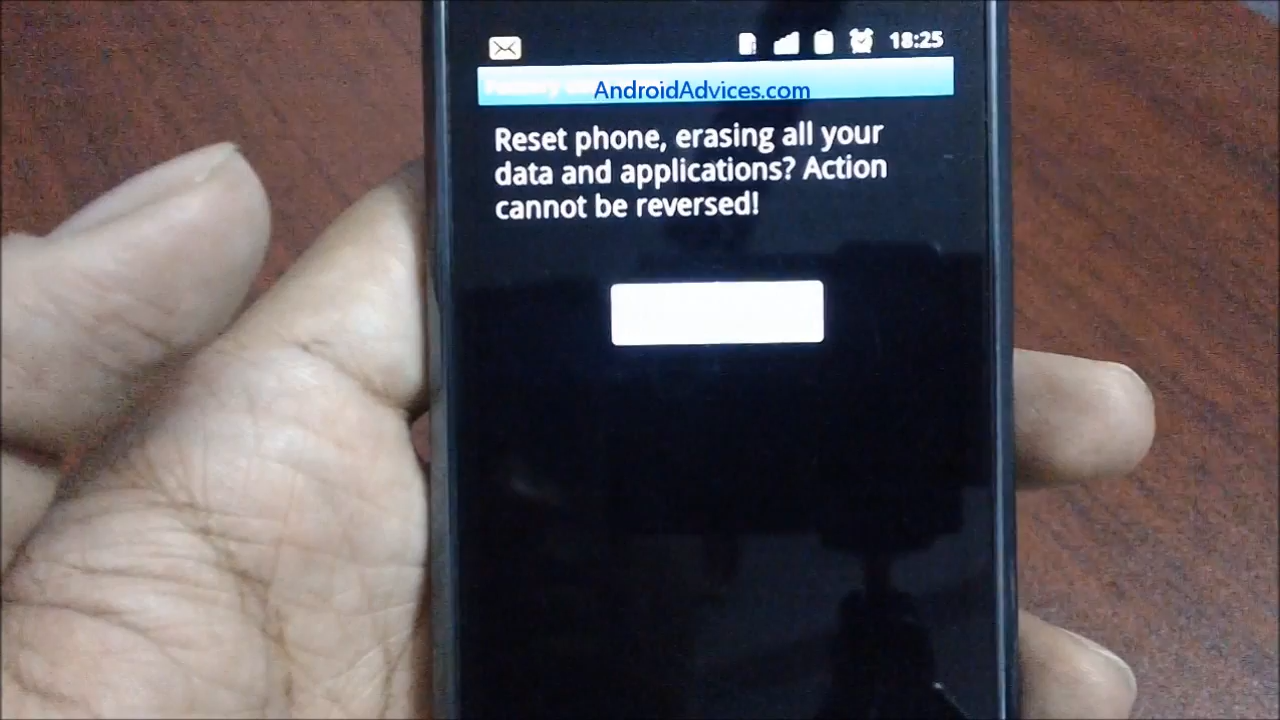 18:25
AndroidAdvices.com
Reset phone, erasing all your
data and applications? Action
cannot be reversed!